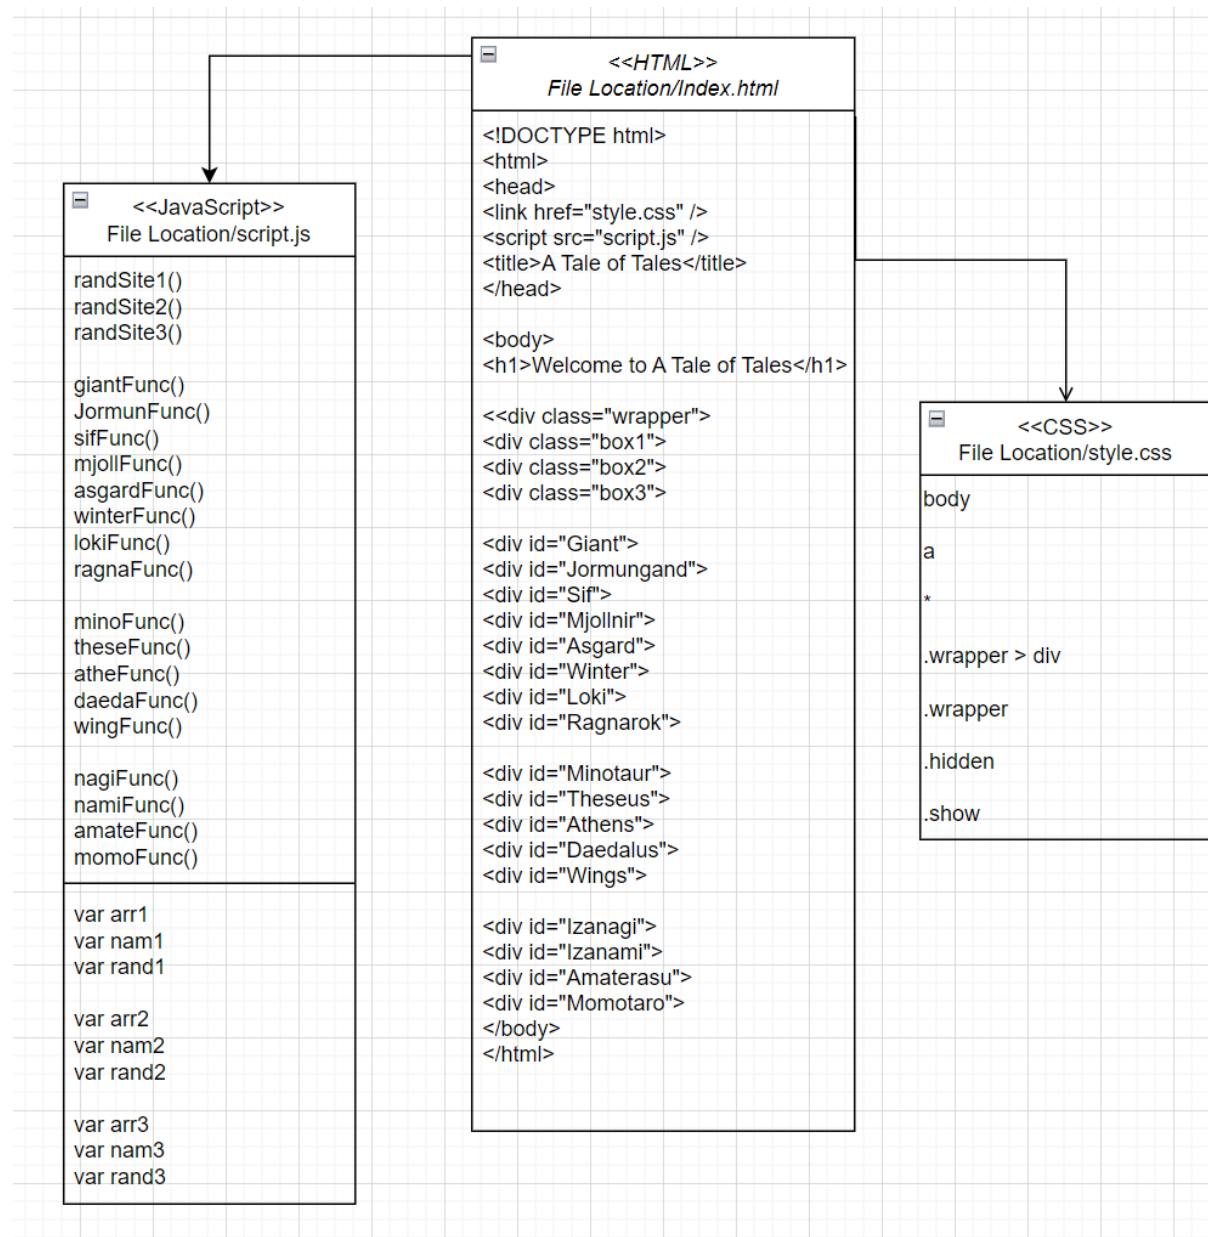 <<HTML>>
File Location/Index.html
<!DOCTYPE html>
<html>
<head>
<link href="style.css" />
<script src="script.js" />
<title>A Tale of Tales</title>
</head>
<body>
<h1>Welcome to A Tale of Tales</h1>
<<div class="wrapper">
<div class="box1">
<div class="box2">
<div class="box3">
<div id="Giant">
<div id="Jormungand">
<div id="Sif">
<div id="Mjollnir">
<div id="Asgard">
<div id="Winter">
<div id="Loki">
<div id="Ragnarok">
<div id="Minotaur">
<div id="Theseus">
<div id="Athens">
<div id="Daedalus">
<div id="Wings">
<div id="Izanagi">
<div id="Izanami">
<div id="Amaterasu">
<div id="Momotaro">
</body>
</html>
<<JavaScript>>
File Location/script.js
randSite1()
randSite2()
randSite3()
giantFunc()
JormunFunc()
sifFunc()
mjollFunc()
asgardFunc()
winterFunc()
lokiFunc()
ragnaFunc()
minoFunc()
theseFunc()
atheFunc()
daedaFunc()
wingFunc()
nagiFunc()
namiFunc()
amateFunc()
momoFunc()
var arr1
var nam1
var rand1
var arr2
var nam2
var rand2
var arr3
var nam3
var rand3
<<CSS>>
File Location/style.css
body
a
*
.wrapper > div
.wrapper
.hidden
.show